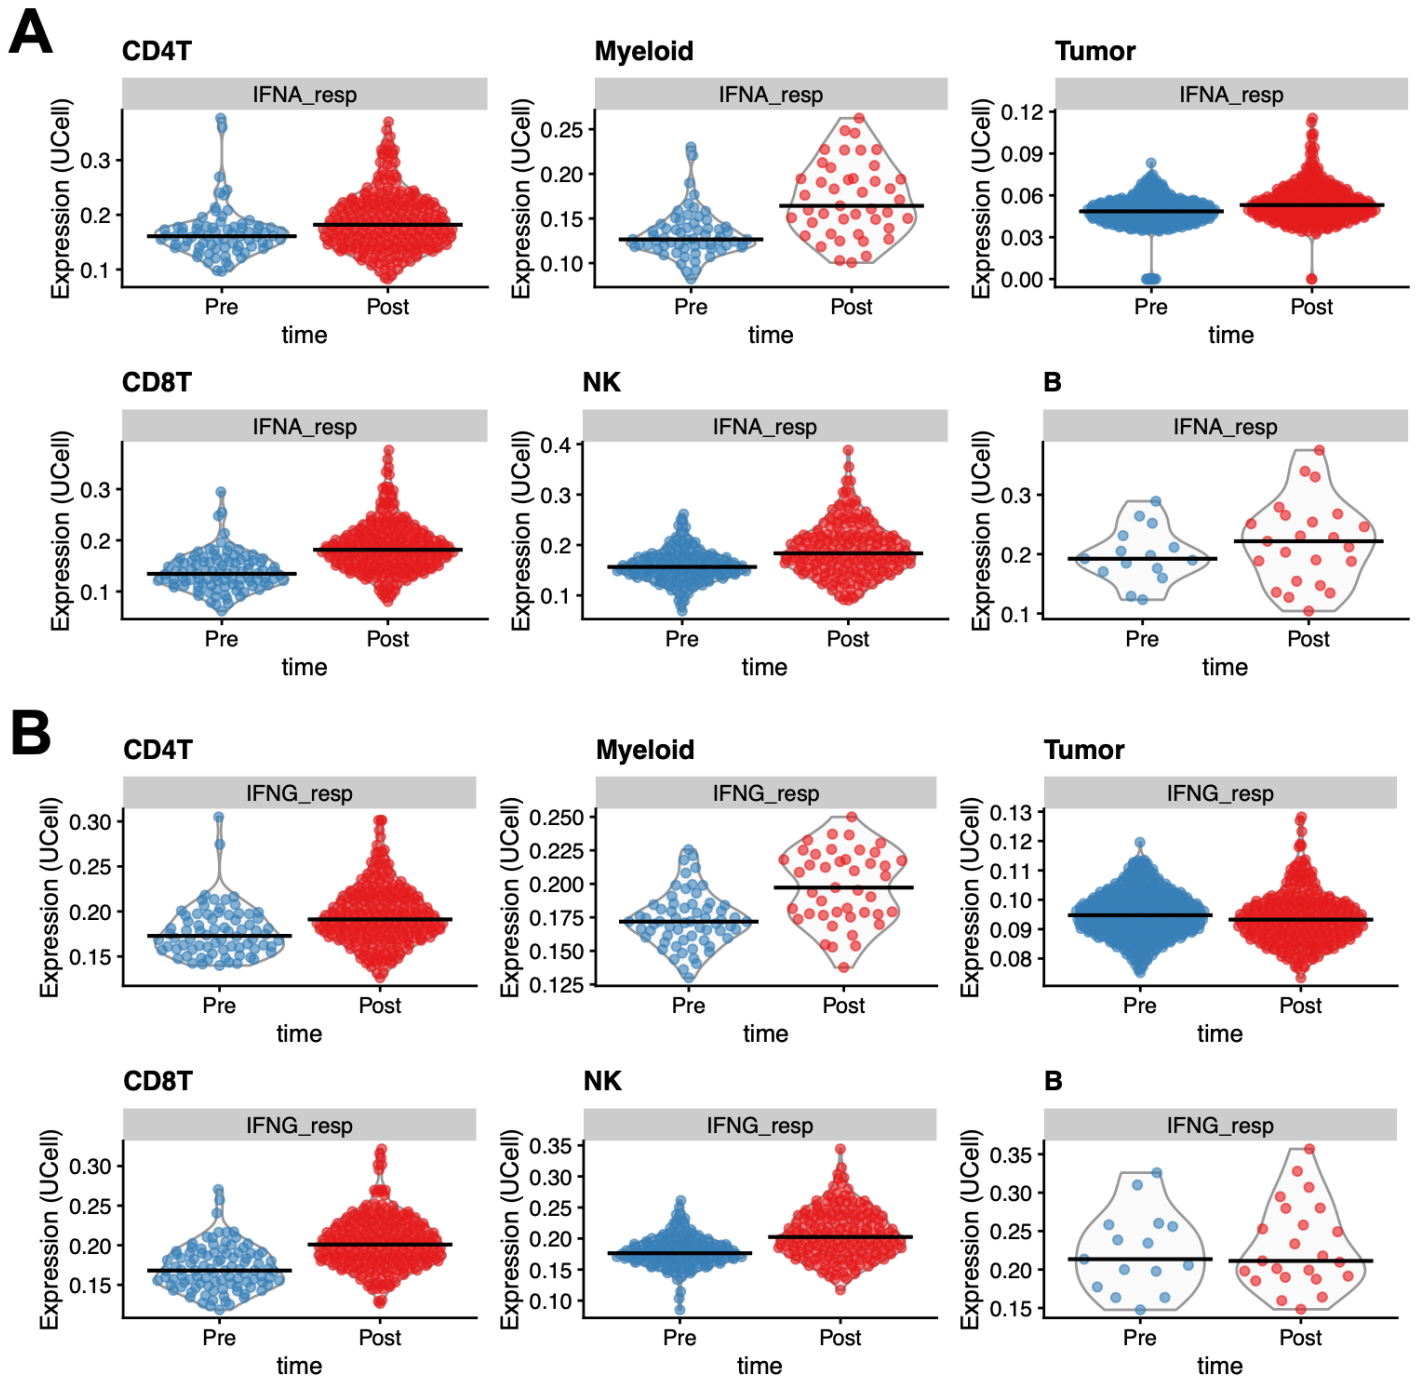 A
CD4T
IFNA_resp
Expression (UCell)
0.3
0.2
0.1
Pre Post
time
Myeloid
IFNA_resp
Expression (UCell)
0.25
0.20
0.15
0.10
Pre Post
time
Tumor
IFNA_resp
Expression (UCell)
0.12
0.09
0.06
0.03
0.00
Pre Post
time
CD8T
IFNA_resp
Expression (UCell)
0.3
0.2
0.1
Pre Post
time
NK
IFNA_resp
Expression (UCell)
0.4
0.3
0.2
0.1
Pre Post
time
B
IFNA_resp
Expression (UCell)
0.3
0.2
0.1
Pre Post
time
B
CD4T
IFNG_resp
Expression (UCell)
0.30
0.25
0.20
0.15
Pre Post
time
Myeloid
IFNG_resp
Expression (UCell)
0.250
0.225
0.200
0.175
0.150
0.125
Pre Post
time
Tumor
IFNG_resp
Expression (UCell)
0.13
0.12
0.11
0.10
0.09
0.08
Pre Post
time
CD8T
IFNG_resp
Expression (UCell)
0.30
0.25
0.20
0.15
Pre Post
time
NK
IFNG_resp
Expression (UCell)
0.35
0.30
0.25
0.20
0.15
0.10
Pre Post
time
B
IFNG_resp
Expression (UCell)
0.35
0.30
0.25
0.20
0.15
Pre Post
time